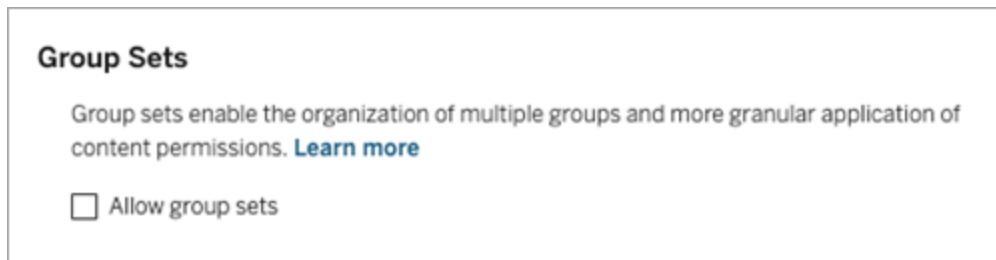 Group Sets
Group sets enable the organization of multiple groups and more granular application of
content permissions. Learn more
Allow group sets